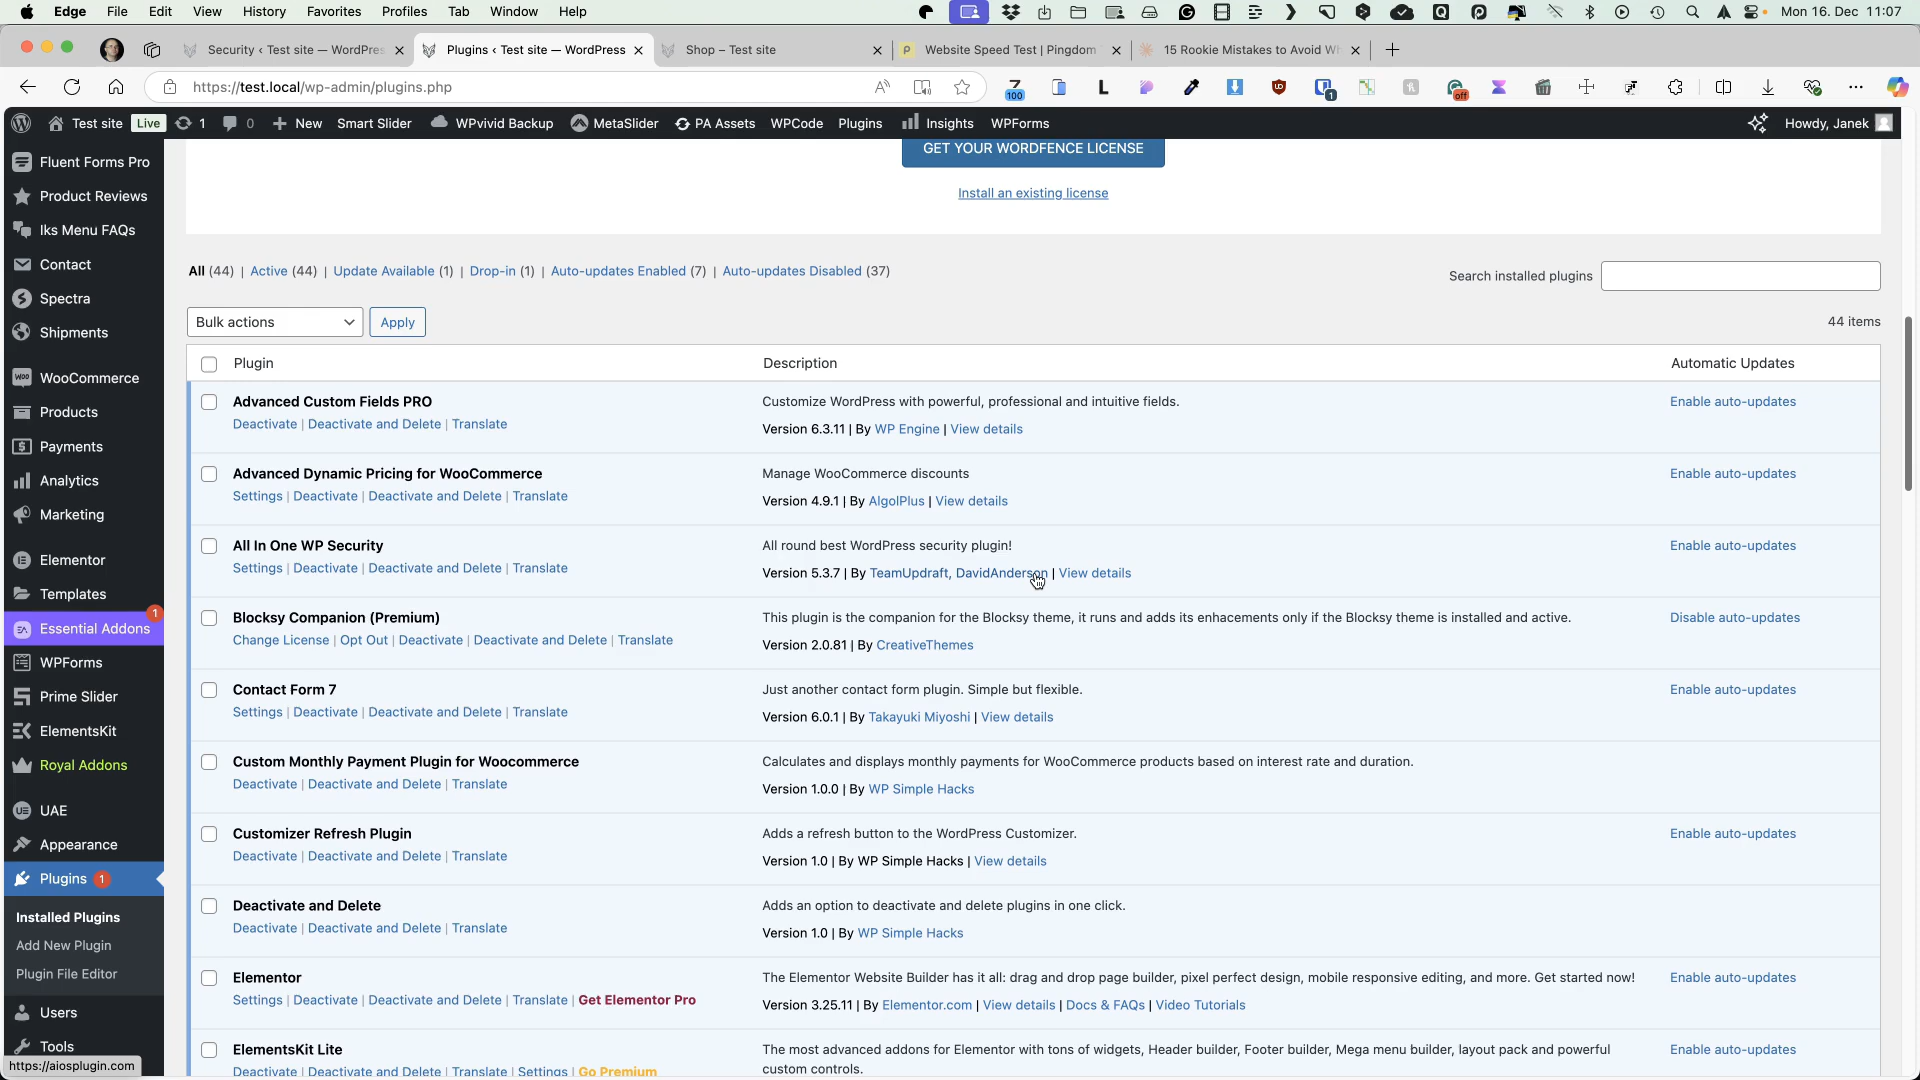 Edge File Edit View History Favorites Profiles Tab Window Help Mon 16. Dec 11:07
Security ‹ Test site — WordPres Plugins ‹ Test site — WordPress Shop – Test site Website Speed Test | Pingdom 15 Rookie Mistakes to Avoid W
https://test.local/wp-admin/plugins.php
100 1 off
Test site Live 1 0 New Smart Slider WPvivid Backup MetaSlider PA Assets WPCode Plugins Insights WPForms Howdy, Janek
GET YOUR WORDFENCE LICENSE
Install an existing license
Fluent Forms Pro
Product Reviews
Iks Menu FAQs
Contact
Spectra
Shipments
WooCommerce
Products
Payments
Analytics
Marketing
Elementor
Templates
Essential Addons 1
WPForms
Prime Slider
ElementsKit
Royal Addons
UAE
Appearance
Plugins 1
Installed Plugins
Add New Plugin
Plugin File Editor
Users
Tools
https://aiosplugin.com
All (44) | Active (44) | Update Available (1) | Drop-in (1) | Auto-updates Enabled (7) | Auto-updates Disabled (37)
Search installed plugins
Bulk actions Apply 44 items
Plugin Description Automatic Updates
Advanced Custom Fields PRO Customize WordPress with powerful, professional and intuitive fields. Enable auto-updates
Deactivate | Deactivate and Delete | Translate Version 6.3.11 | By WP Engine | View details
Advanced Dynamic Pricing for WooCommerce Manage WooCommerce discounts Enable auto-updates
Settings | Deactivate | Deactivate and Delete | Translate Version 4.9.1 | By AlgolPlus | View details
All In One WP Security All round best WordPress security plugin! Enable auto-updates
Settings | Deactivate | Deactivate and Delete | Translate Version 5.3.7 | By TeamUpdraft, DavidAnderson | View details
Blocksy Companion (Premium) This plugin is the companion for the Blocksy theme, it runs and adds its enhacements only if the Blocksy theme is installed and active. Disable auto-updates
Change License | Opt Out | Deactivate | Deactivate and Delete | Translate Version 2.0.81 | By CreativeThemes
Contact Form 7 Just another contact form plugin. Simple but flexible. Enable auto-updates
Settings | Deactivate | Deactivate and Delete | Translate Version 6.0.1 | By Takayuki Miyoshi | View details
Custom Monthly Payment Plugin for Woocommerce Calculates and displays monthly payments for WooCommerce products based on interest rate and duration.
Deactivate | Deactivate and Delete | Translate Version 1.0.0 | By WP Simple Hacks
Customizer Refresh Plugin Adds a refresh button to the WordPress Customizer. Enable auto-updates
Deactivate | Deactivate and Delete | Translate Version 1.0 | By WP Simple Hacks | View details
Deactivate and Delete Adds an option to deactivate and delete plugins in one click.
Deactivate | Deactivate and Delete | Translate Version 1.0 | By WP Simple Hacks
Elementor The Elementor Website Builder has it all: drag and drop page builder, pixel perfect design, mobile responsive editing, and more. Get started now! Enable auto-updates
Settings | Deactivate | Deactivate and Delete | Translate | Get Elementor Pro Version 3.25.11 | By Elementor.com | View details | Docs & FAQs | Video Tutorials
ElementsKit Lite The most advanced addons for Elementor with tons of widgets, Header builder, Footer builder, Mega menu builder, layout pack and powerful Enable auto-updates
Deactivate | Deactivate and Delete | Translate | Settings | Go Premium custom controls.